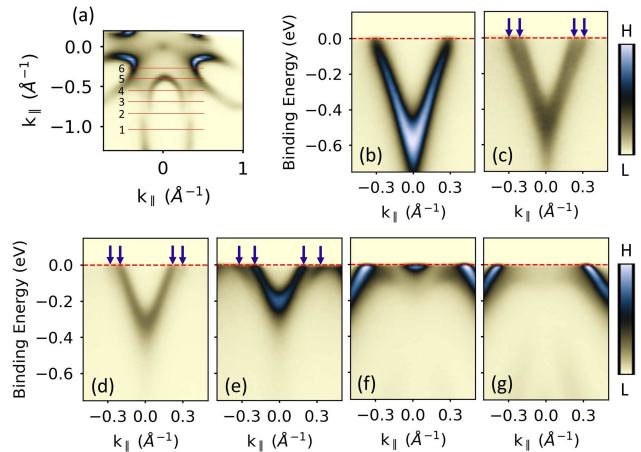 (a)
0.0
−0.5
−1.0
k∥ (Å⁻¹)
6
5
4
3
2
1
0
1
k∥ (Å⁻¹)
Binding Energy (eV)
0.0
−0.2
−0.4
−0.6
(b)
(c)
−0.3 0.0 0.3
−0.3 0.0 0.3
k∥ (Å⁻¹)
k∥ (Å⁻¹)
H
L
Binding Energy (eV)
0.0
−0.2
−0.4
−0.6
(d)
(e)
(f)
(g)
−0.3 0.0 0.3
−0.3 0.0 0.3
−0.3 0.0 0.3
−0.3 0.0 0.3
k∥ (Å⁻¹)
k∥ (Å⁻¹)
k∥ (Å⁻¹)
k∥ (Å⁻¹)
H
L